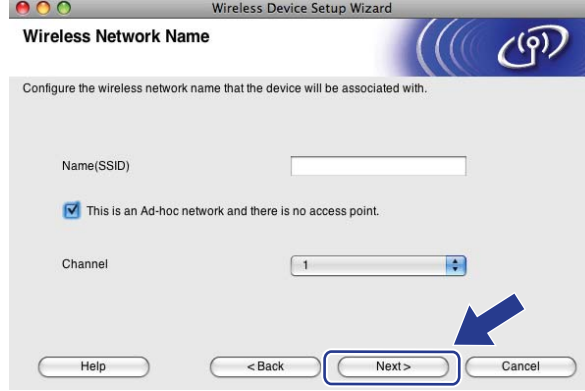 Wireless Device Setup Wizard
Wireless Network Name
Configure the wireless network name that the device will be associated with.
Name(SSID)
This is an Ad-hoc network and there is no access point.
Channel 1
Help < Back Next > Cancel